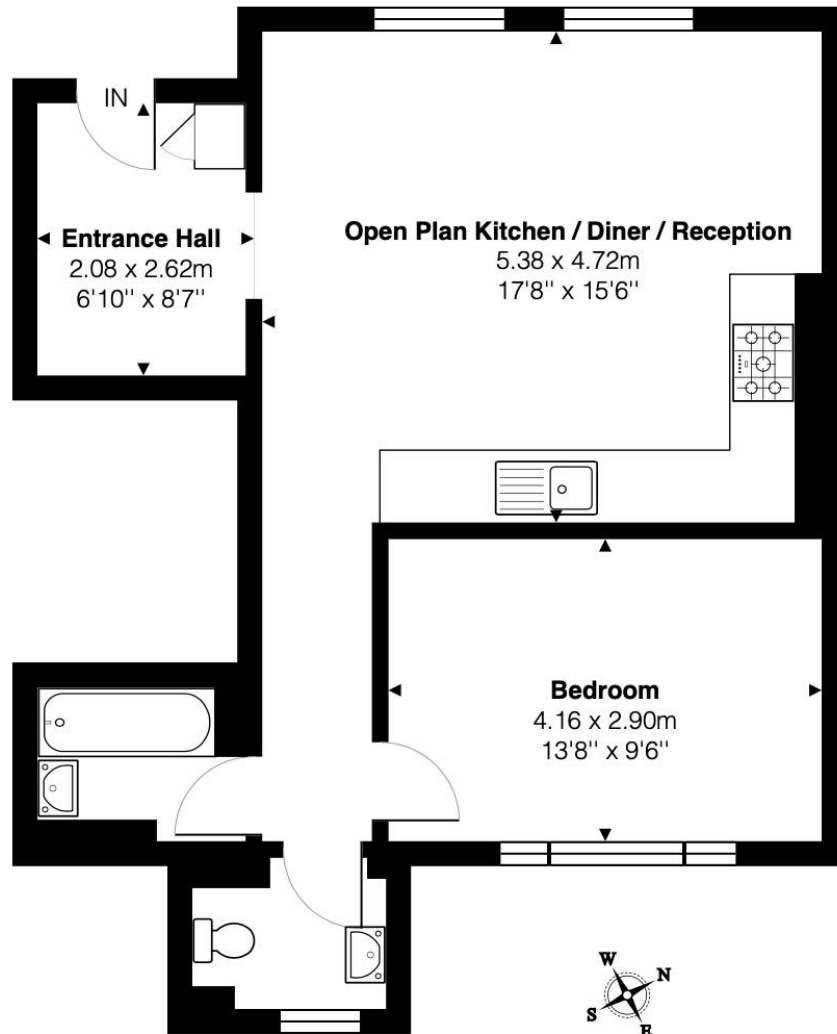 IN
Entrance Hall
2.08 x 2.62m
6'10'' x 8'7''
Open Plan Kitchen / Diner / Reception
5.38 x 4.72m
17'8'' x 15'6''
Bedroom
4.16 x 2.90m
13'8'' x 9'6''
W
N
S
E